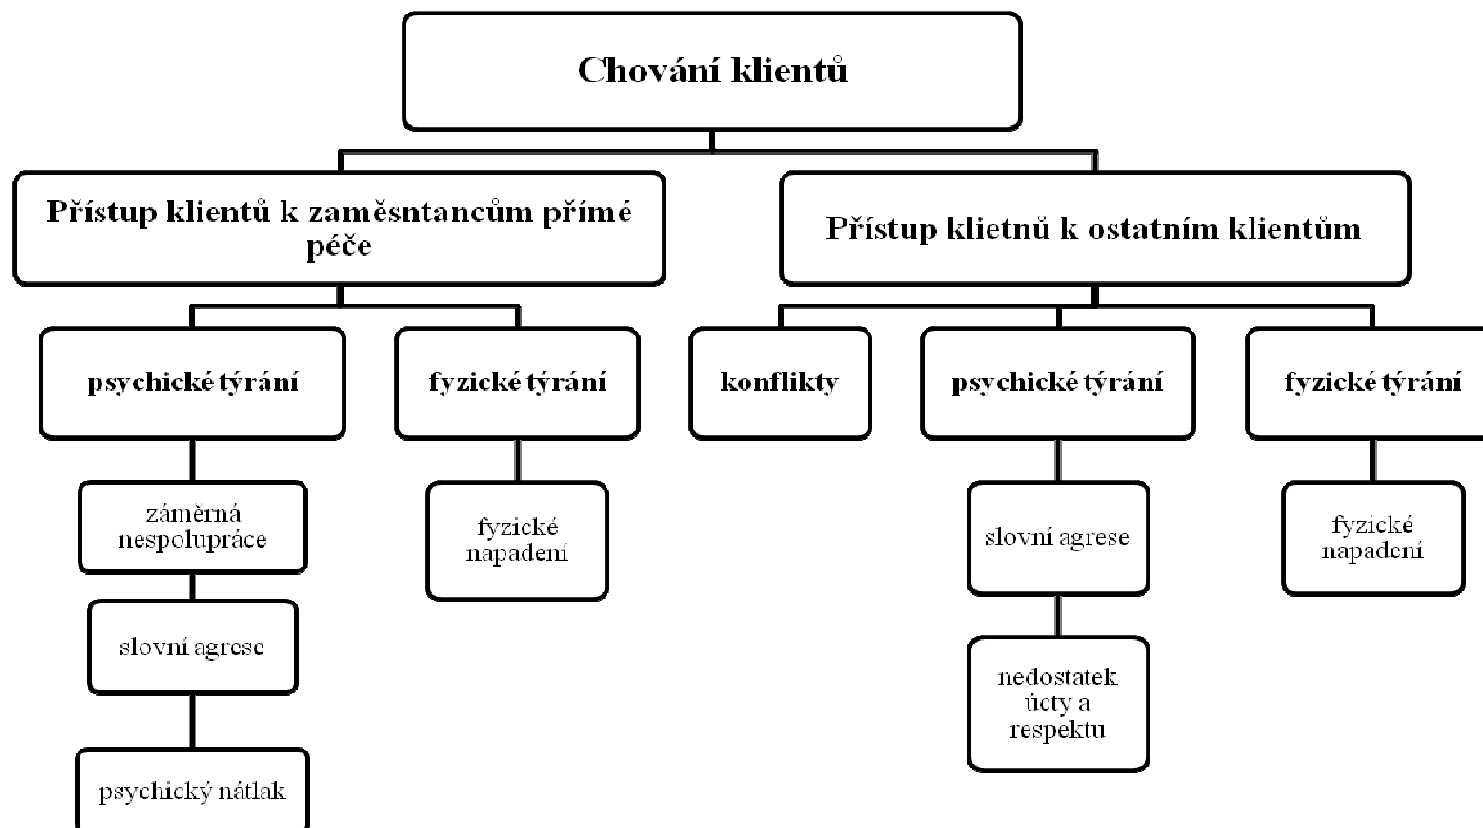 Chování klientů
Přístup klientů k zaměsntancům přímé
péče
Přístup klietnů k ostatním klientům
psychické týrání
fyzické týrání
konflikty
psychické týrání
fyzické týrání
záměrná
nespolupráce
fyzické
napadení
slovní agrese
fyzické
napadení
slovní agrese
nedostatek
úcty a
respektu
psychický nátlak